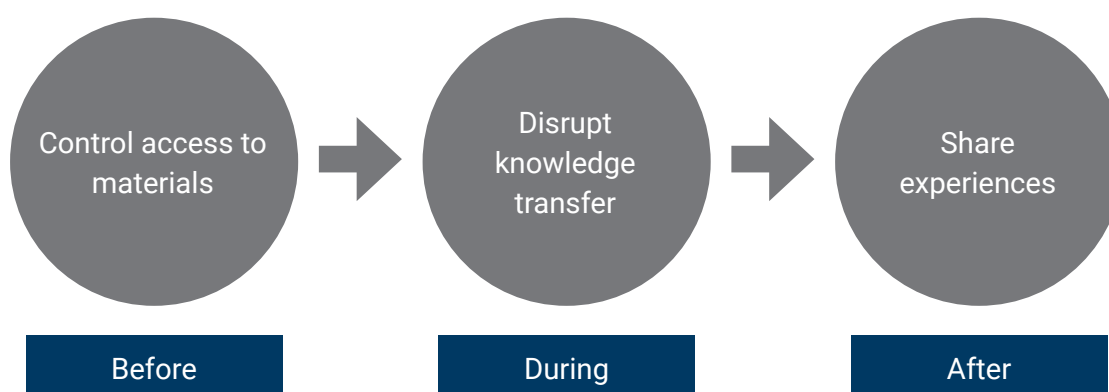 Control access to
materials
Disrupt
knowledge
transfer
Share
experiences
Before
During
After